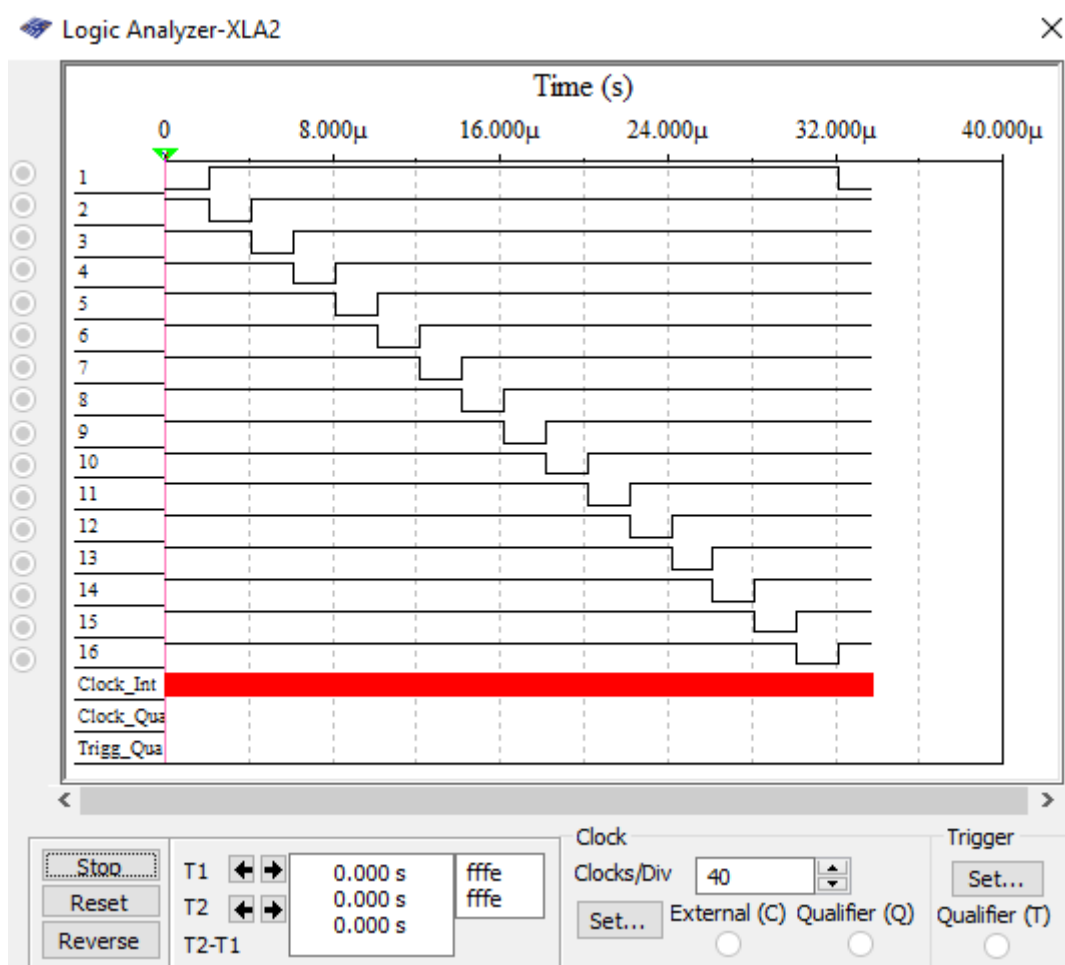 Logic Analyzer-XLA2
Time (s)
0 8.000µ 16.000µ 24.000µ 32.000µ 40.000µ
1
2
3
4
5
6
7
8
9
10
11
12
13
14
15
16
Clock_Int
Clock_Qua
Trigg_Qua
Clock Trigger
Stop T1 0.000 s fffe Clocks/Div 40 Set...
Reset T2 0.000 s fffe Set... External (C) Qualifier (Q) Qualifier (T)
Reverse T2-T1 0.000 s